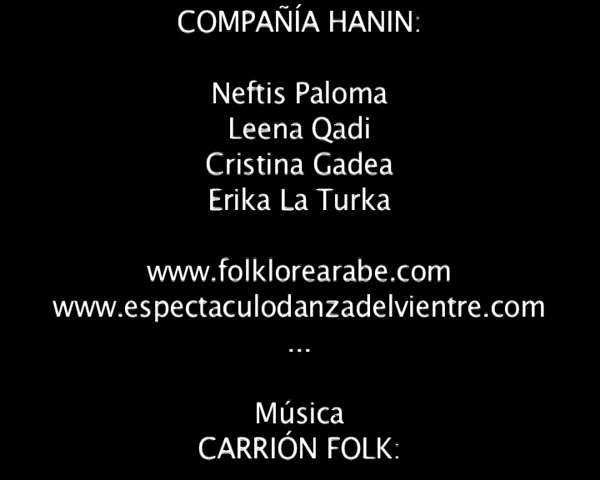 COMPAÑÍA HANIN:
Neftis Paloma
Leena Qadi
Cristina Gadea
Erika La Turka
www.folklorearabe.com
www.espectaculodanzadelvientre.com
...
Música
CARRIÓN FOLK: